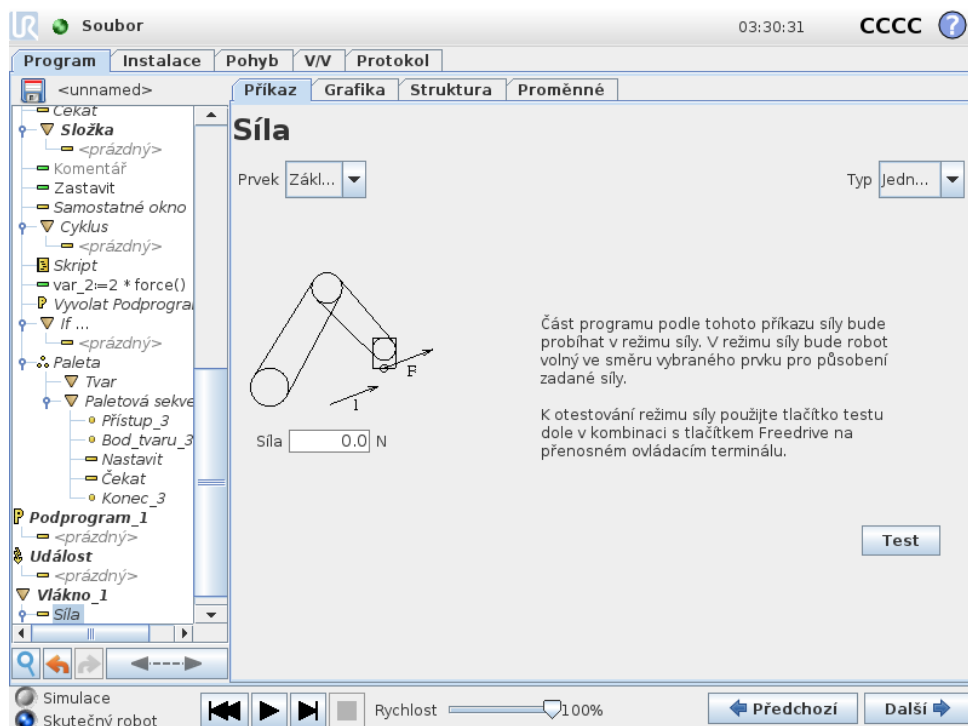 UR Soubor 03:30:31 CCCC ?
Program Instalace Pohyb V/V Protokol
<unnamed> Příkaz Grafika Struktura Proměnné
Čekat
Složka
<prázdný>
Komentář
Zastavit
Samostatné okno
Cyklus
<prázdný>
Skript
var_2:=2 * force()
Vyvolat Podprogra
If ...
<prázdný>
Paleta
Tvar
Paletová sekve
Přístup_3
Bod_tvaru_3
Nastavit
Čekat
Konec_3
P Podprogram_1
<prázdný>
Událost
<prázdný>
Vlákno_1
Síla
Síla
Prvek Zákl... Typ Jedn...
F
1
Síla 0.0 N
Část programu podle tohoto příkazu síly bude
probíhat v režimu síly. V režimu síly bude robot
volný ve směru vybraného prvku pro působení
zadané síly.
K otestování režimu síly použijte tlačítko testu
dole v kombinaci s tlačítkem Freedrive na
přenosném ovládacím terminálu.
Test
Simulace
Skutečný robot
Rychlost 100%
Předchozí Další